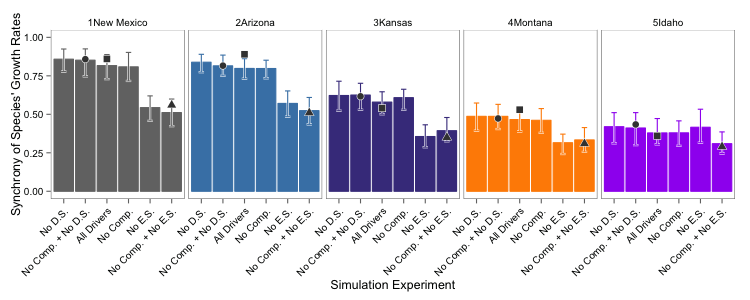 1New Mexico
2Arizona
3Kansas
4Montana
5Idaho
Synchrony of Species' Growth Rates
1.00
0.75
0.50
0.25
0.00
No D.S.
No Comp. + No D.S.
All Drivers
No Comp.
No E.S.
No Comp. + No E.S.
No D.S.
No Comp. + No D.S.
All Drivers
No Comp.
No E.S.
No Comp. + No E.S.
No D.S.
No Comp. + No D.S.
All Drivers
No Comp.
No E.S.
No Comp. + No E.S.
No D.S.
No Comp. + No D.S.
All Drivers
No Comp.
No E.S.
No Comp. + No E.S.
No D.S.
No Comp. + No D.S.
All Drivers
No Comp.
No E.S.
No Comp. + No E.S.
Simulation Experiment